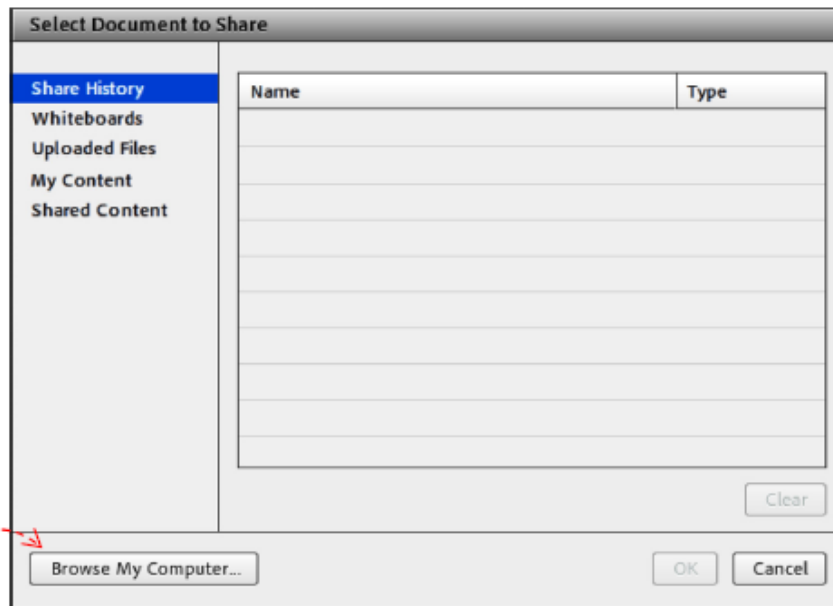 Select Document to Share
Share History
Whiteboards
Uploaded Files
My Content
Shared Content
Name Type
Clear
Browse My Computer... OK Cancel